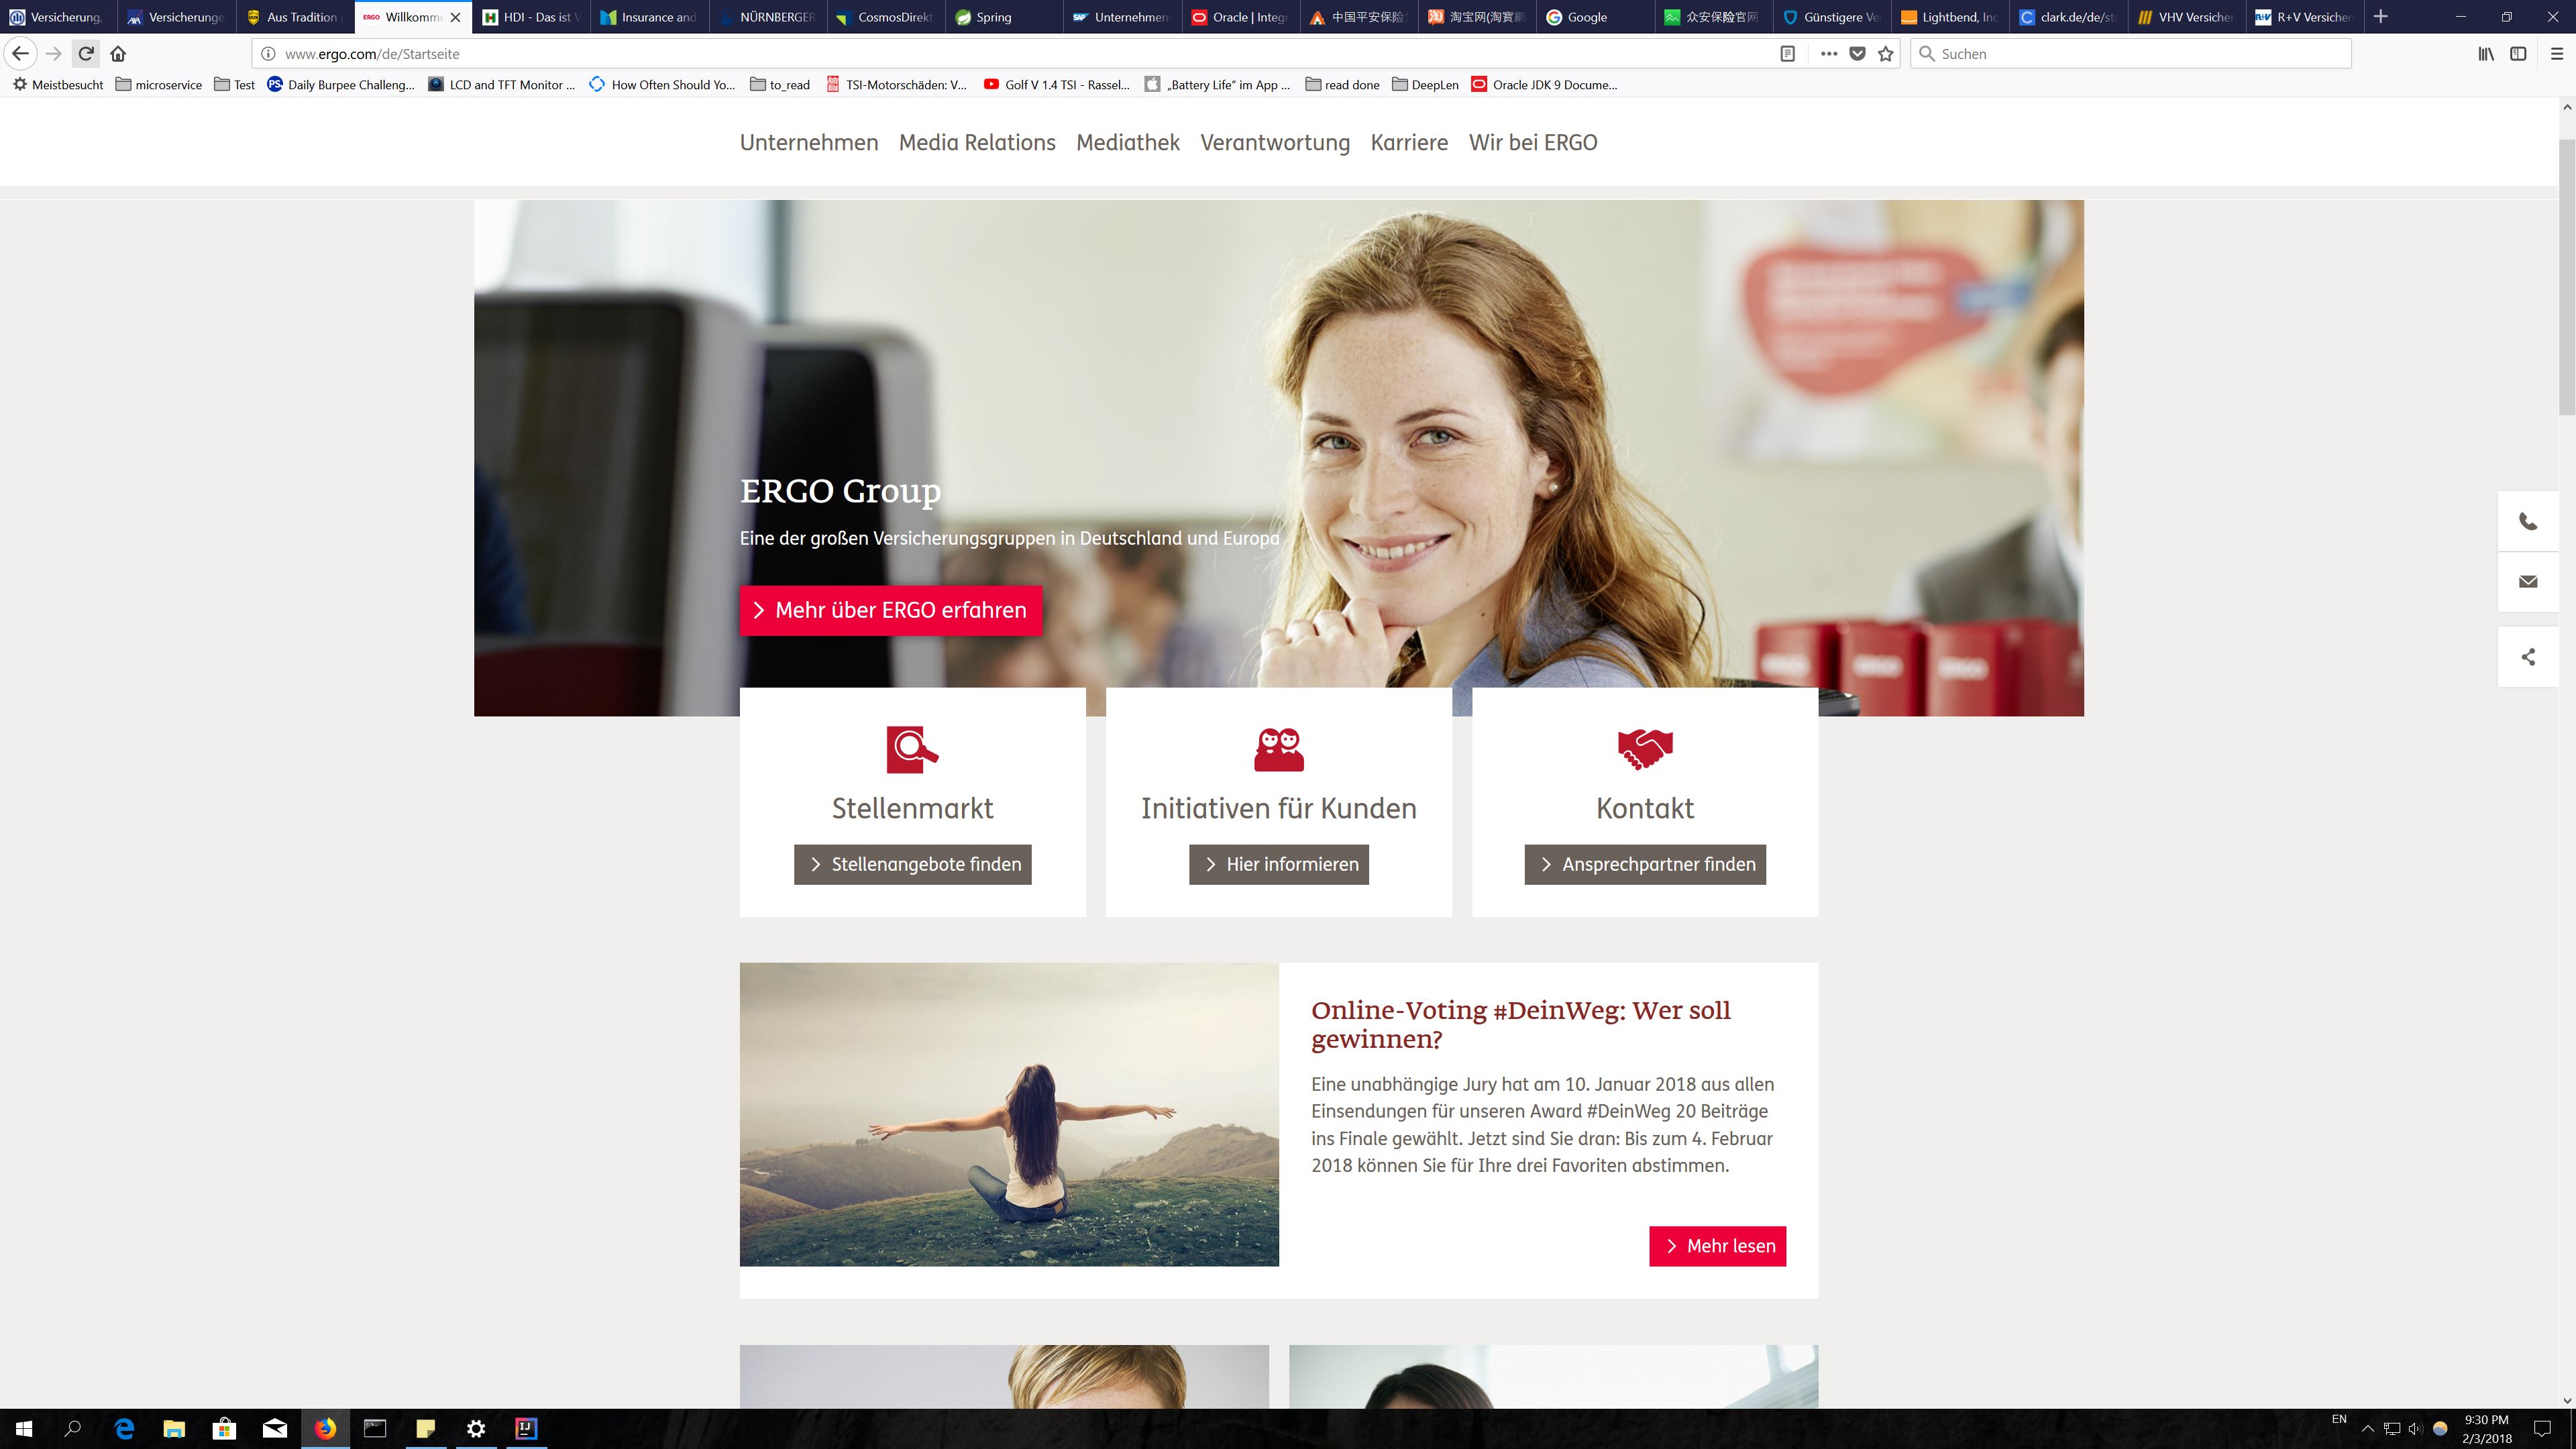 Versicherung,
Versicherunge
Aus Tradition
ERGO Willkomme
HDI - Das ist V
Insurance and
NÜRNBERGER
CosmosDirekt
Spring
SAP Unternehmen
Oracle | Integ
中国平安保险
淘宝网(淘寶網
Google
众安保险官网
Günstigere Ve
Lightbend, Inc
clark.de/de/st
VHV Versicher
R+V Versicher
www.ergo.com/de/Startseite
Suchen
Meistbesucht
microservice
Test
Daily Burpee Challeng...
LCD and TFT Monitor ...
How Often Should Yo...
to_read
TSI-Motorschäden: V...
Golf V 1.4 TSI - Rassel...
„Battery Life“ im App ...
read done
DeepLen
Oracle JDK 9 Docume...
Unternehmen
Media Relations
Mediathek
Verantwortung
Karriere
Wir bei ERGO
ERGO Group
Eine der großen Versicherungsgruppen in Deutschland und Europa
Mehr über ERGO erfahren
Stellenmarkt
Stellenangebote finden
Initiativen für Kunden
Hier informieren
Kontakt
Ansprechpartner finden
Online-Voting #DeinWeg: Wer soll
gewinnen?
Eine unabhängige Jury hat am 10. Januar 2018 aus allen
Einsendungen für unseren Award #DeinWeg 20 Beiträge
ins Finale gewählt. Jetzt sind Sie dran: Bis zum 4. Februar
2018 können Sie für Ihre drei Favoriten abstimmen.
Mehr lesen
EN
9:30 PM
2/3/2018